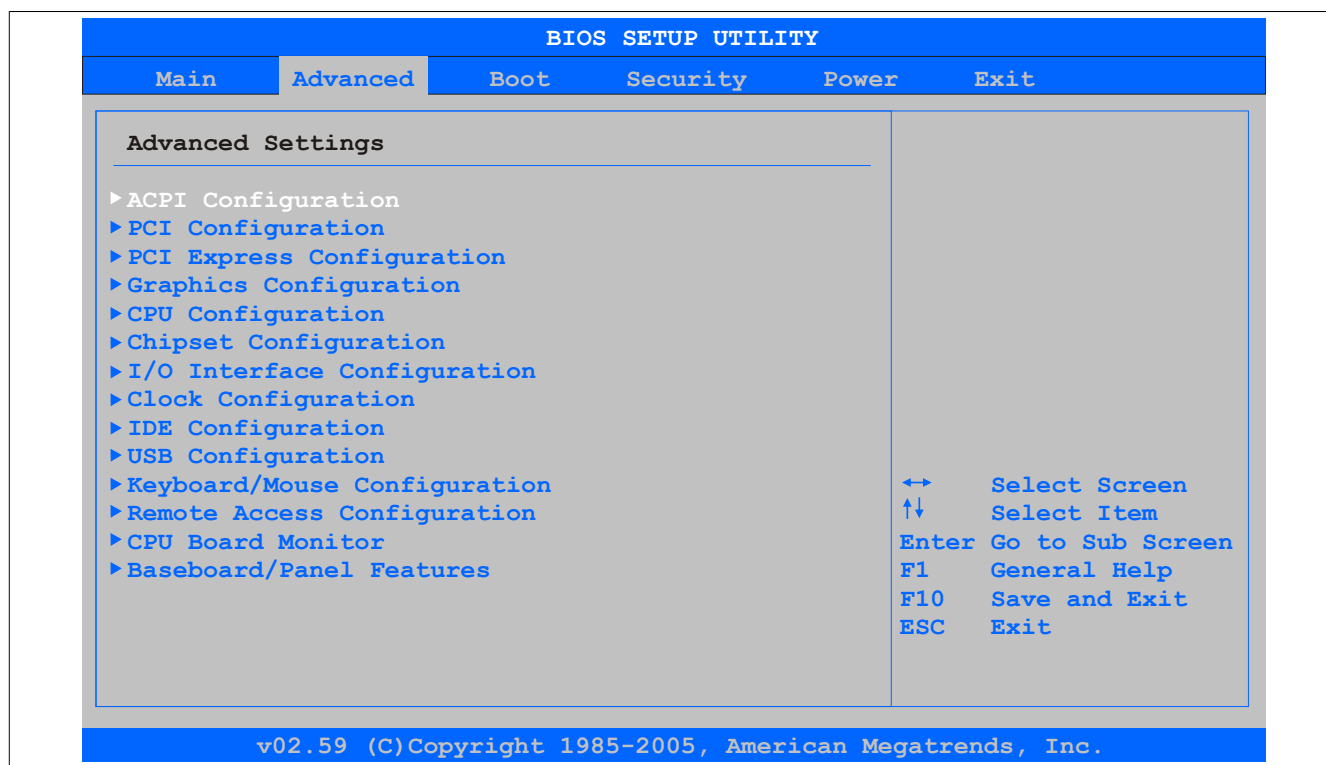 BIOS SETUP UTILITY
Main Advanced Boot Security Power Exit
Advanced Settings
ACPI Configuration
PCI Configuration
PCI Express Configuration
Graphics Configuration
CPU Configuration
Chipset Configuration
I/O Interface Configuration
Clock Configuration
IDE Configuration
USB Configuration
Keyboard/Mouse Configuration
Remote Access Configuration
CPU Board Monitor
Baseboard/Panel Features
↔ Select Screen
↑↓ Select Item
Enter Go to Sub Screen
F1 General Help
F10 Save and Exit
ESC Exit
v02.59 (C)Copyright 1985-2005, American Megatrends, Inc.